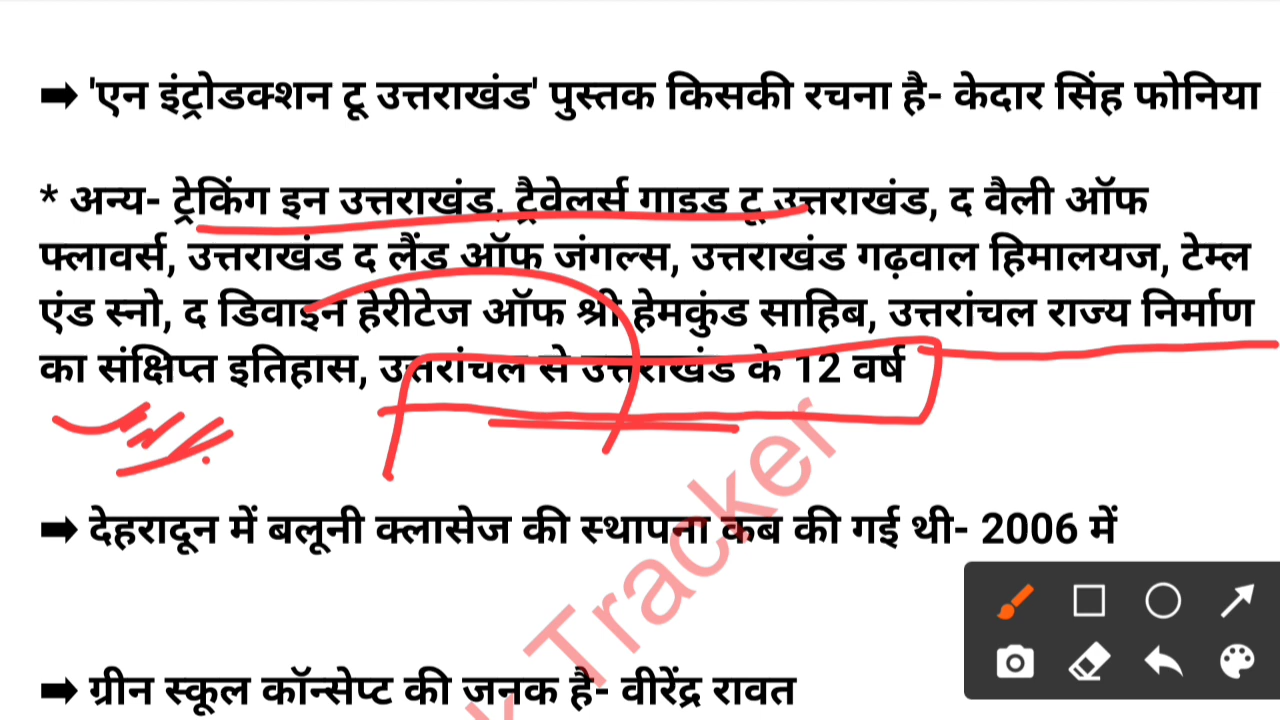 ➡ 'एन इंट्रोडक्शन टू उत्तराखंड' पुस्तक किसकी रचना है- केदार सिंह फोनिया
* अन्य- ट्रेकिंग इन उत्तराखंड, ट्रैवेलर्स गाइड टू उत्तराखंड, द वैली ऑफ
फ्लावर्स, उत्तराखंड द लैंड ऑफ जंगल्स, उत्तराखंड गढ़वाल हिमालयज, टेम्ल
एंड स्नो, द डिवाइन हेरीटेज ऑफ श्री हेमकुंड साहिब, उत्तरांचल राज्य निर्माण
का संक्षिप्त इतिहास, उत्तरांचल से उत्तराखंड के 12 वर्ष
➡ देहरादून में बलूनी क्लासेज की स्थापना कब की गई थी- 2006 में
➡ ग्रीन स्कूल कॉन्सेप्ट की जनक है- वीरेंद्र रावत
Tracker